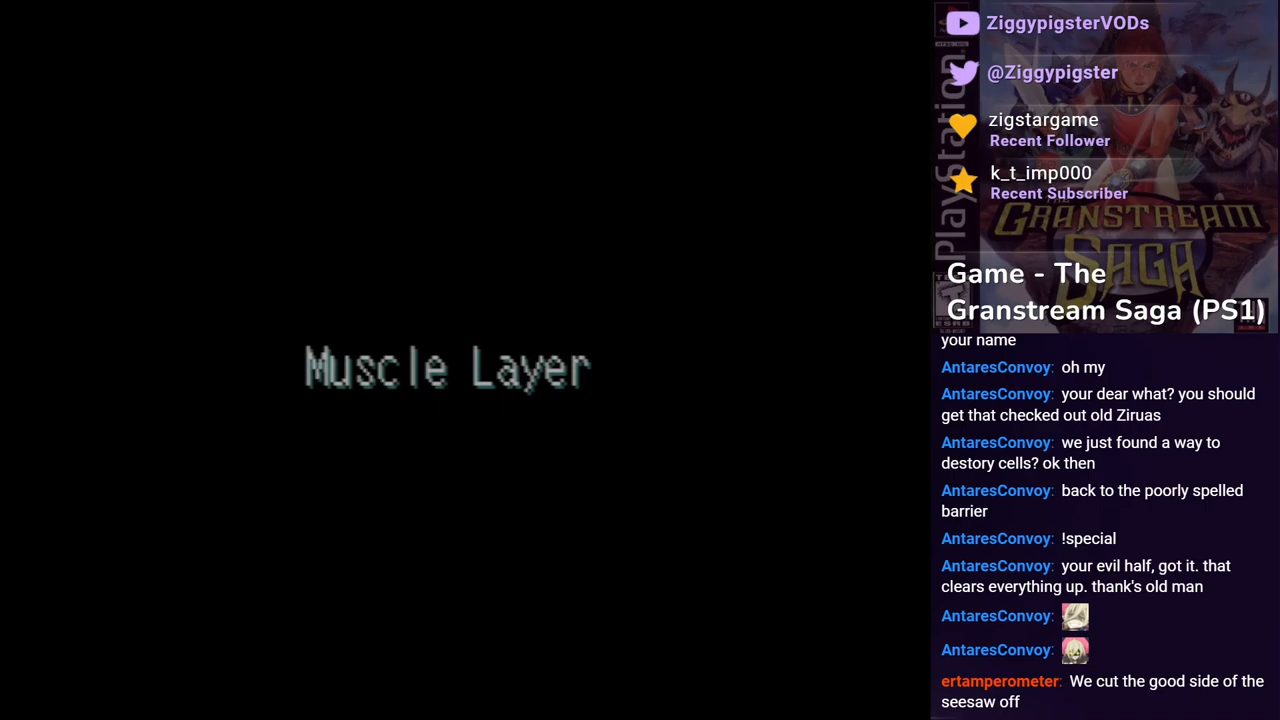 Muscle Layer
ZiggypigsterVODs
@Ziggypigster
zigstargame
Recent Follower
k_t_imp000
Recent Subscriber
PlayStation
GRANSTREAM
SAGA
Game - The
Granstream Saga (PS1)
your name
AntaresConvoy: oh my
AntaresConvoy: your dear what? you should
get that checked out old Ziruas
AntaresConvoy: we just found a way to
destory cells? ok then
AntaresConvoy: back to the poorly spelled
barrier
AntaresConvoy: !special
AntaresConvoy: your evil half, got it. that
clears everything up. thank's old man
AntaresConvoy:
AntaresConvoy:
ertamperometer: We cut the good side of the
seesaw off